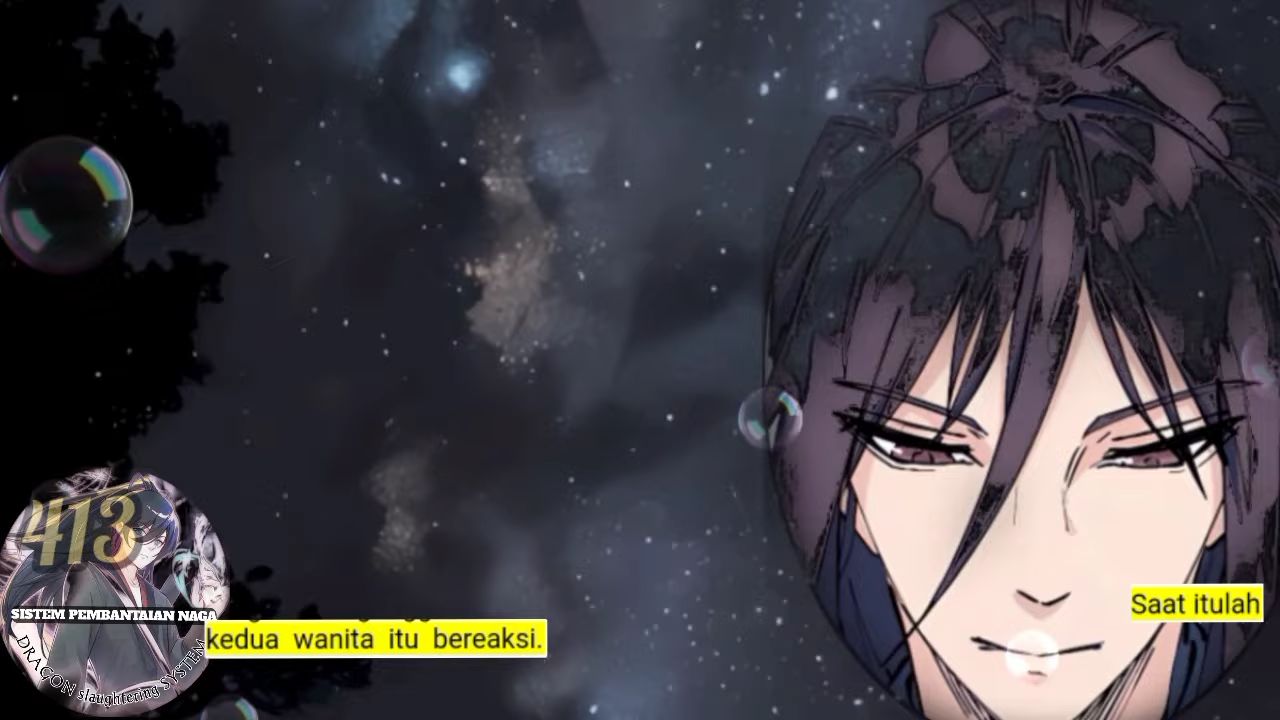 413
SISTEM PEMBANTAIAN NAGA
DRAGON slaughtering SYSTEM
Saat itulah
kedua wanita itu bereaksi.